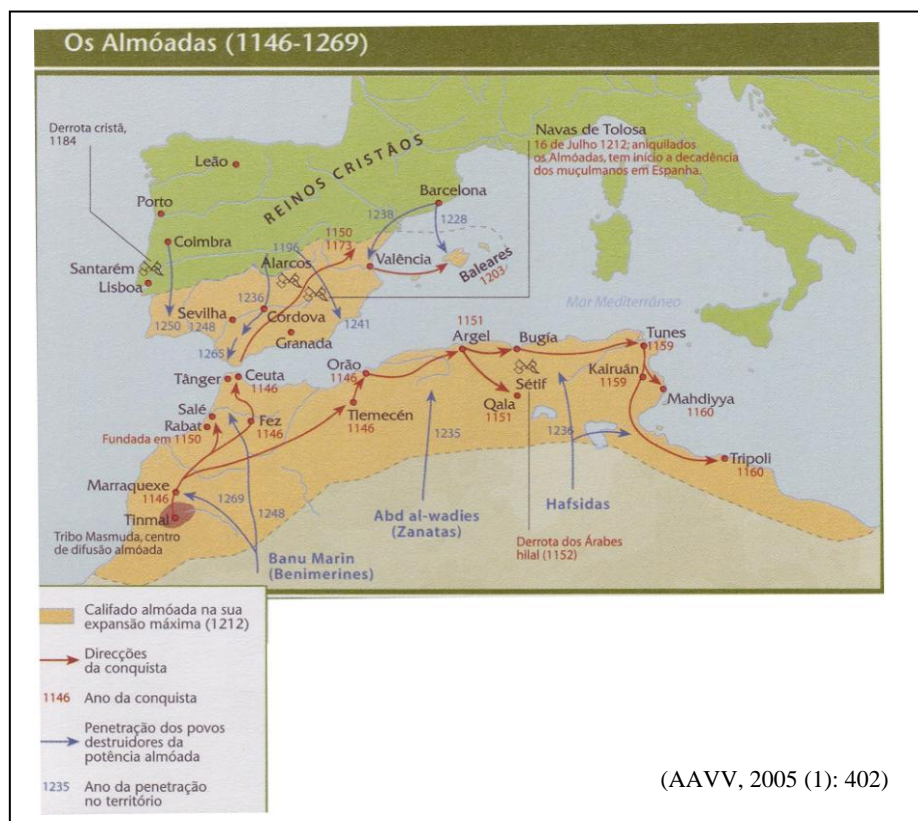 Os Almóadas (1146-1269)
Derrota cristã,
1184
Navas de Tolosa
16 de Julho 1212; aniquilados
os Almóadas, tem início a decadência
dos muçulmanos em Espanha.
Leão
REINOS CRISTÃOS
Porto
Barcelona
Coimbra
1238
1228
1150
1173
1196
Alarcos
Valência
Baleares
1203
Santarém
Lisboa
Mar Mediterrâneo
1236
Sevilha
Córdova
1250
1248
1241
Granada
1265
1151
Argel
Bugía
Tunes
1159
Orão
1146
Tânger
Ceuta
1146
Kairuán
1159
Sétif
Mahdiyya
1160
Qala
1151
Salé
Rabat
Fundada em 1150
Fez
1146
Tlemecén
1146
1235
1236
Tripoli
1160
Marraquexe
1146
1269
Tinmal
1248
Tribo Masmuda, centro
de difusão almóada
Abd al-wadies
(Zanatas)
Hafsidas
Derrota dos Árabes
hilal (1152)
Banu Marin
(Benimerines)
Califado almóada na sua
expansão máxima (1212)
Direcções
da conquista
1146 Ano da conquista
Penetração dos povos
destruidores da
potência almóada
1235 Ano da penetração
no território
(AAVV, 2005 (1): 402)